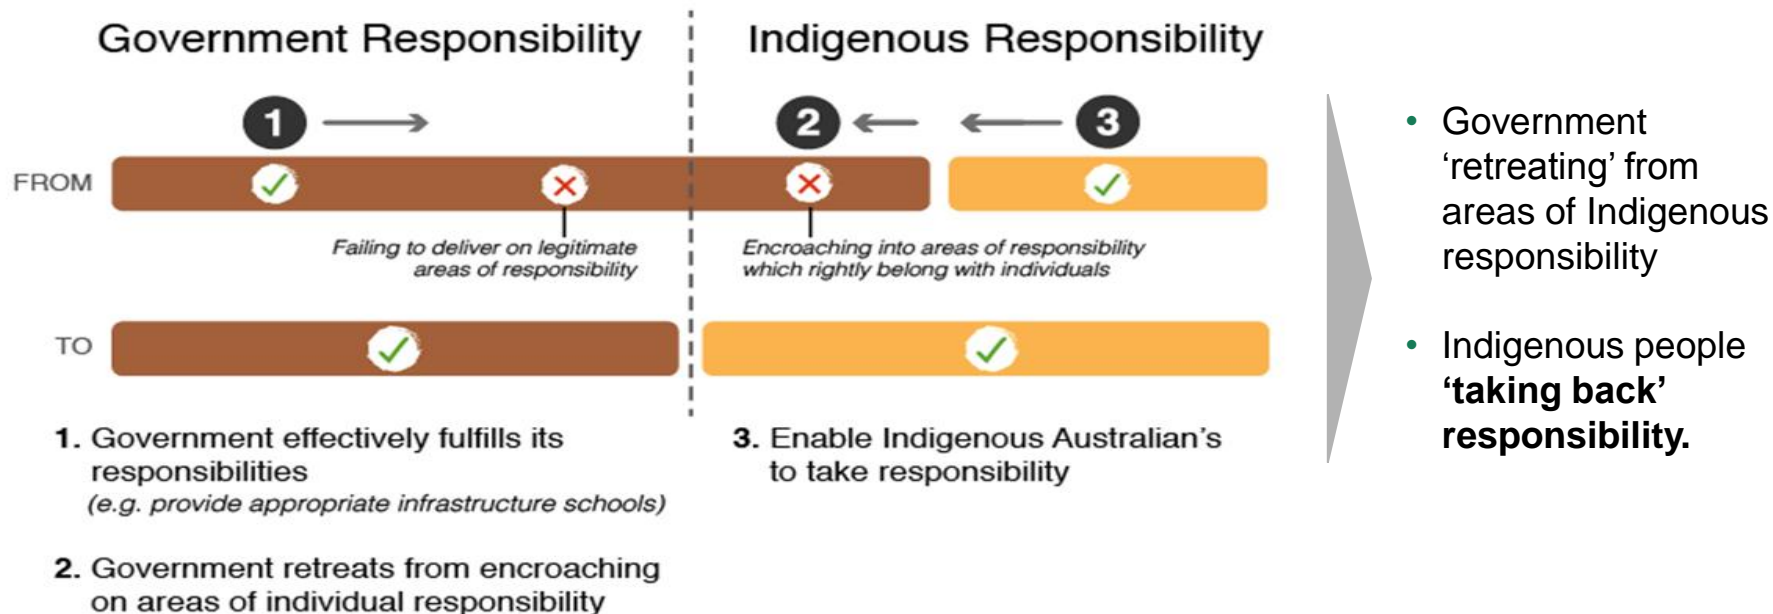 Government Responsibility
Indigenous Responsibility
1
2
3
FROM
Failing to deliver on legitimate
areas of responsibility
Encroaching into areas of responsibility
which rightly belong with individuals
TO
1. Government effectively fulfills its
responsibilities
(e.g. provide appropriate infrastructure schools)
2. Government retreats from encroaching
on areas of individual responsibility
3. Enable Indigenous Australian's
to take responsibility
• Government
‘retreating’ from
areas of Indigenous
responsibility
• Indigenous people
‘taking back’
responsibility.